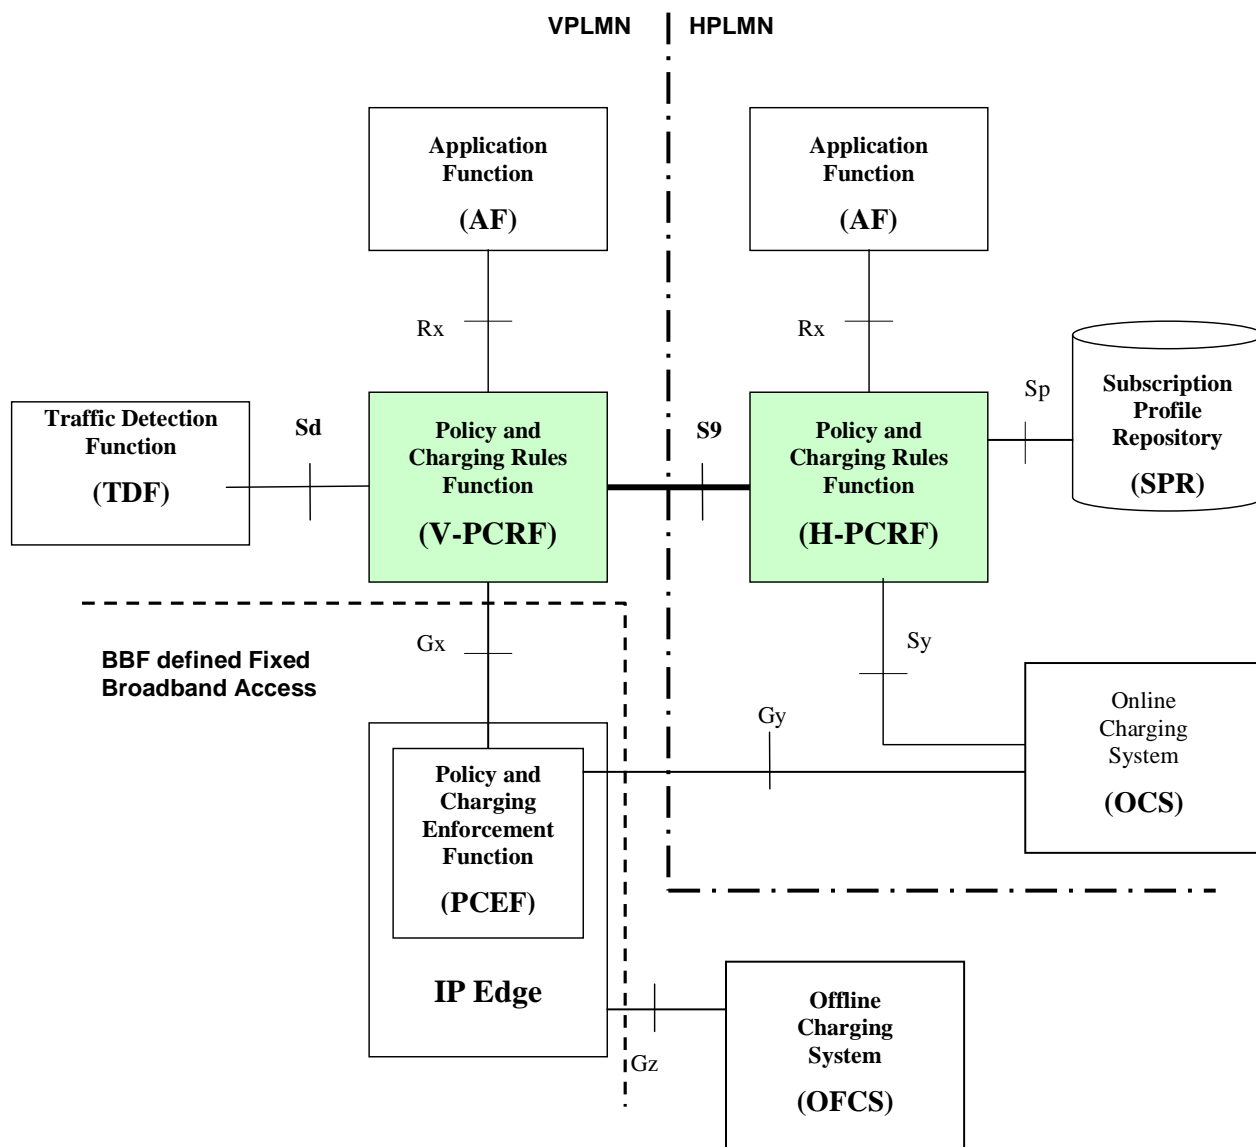 VPLMN
HPLMN
Application
Function
(AF)
Application
Function
(AF)
Rx
Rx
Traffic Detection
Function
(TDF)
Sd
Policy and
Charging Rules
Function
(V-PCRF)
S9
Policy and
Charging Rules
Function
(H-PCRF)
Sp
Subscription
Profile
Repository
(SPR)
BBF defined Fixed
Broadband Access
Gx
Sy
Gy
Online
Charging
System
(OCS)
Policy and
Charging
Enforcement
Function
(PCEF)
IP Edge
Gz
Offline
Charging
System
(OFCS)